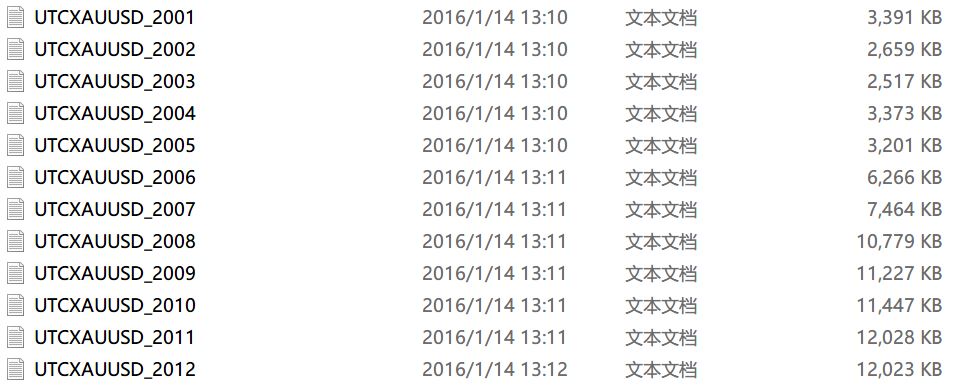 UTCXAUUSD_2001 2016/1/14 13:10 文本文档 3,391 KB
UTCXAUUSD_2002 2016/1/14 13:10 文本文档 2,659 KB
UTCXAUUSD_2003 2016/1/14 13:10 文本文档 2,517 KB
UTCXAUUSD_2004 2016/1/14 13:10 文本文档 3,373 KB
UTCXAUUSD_2005 2016/1/14 13:10 文本文档 3,201 KB
UTCXAUUSD_2006 2016/1/14 13:11 文本文档 6,266 KB
UTCXAUUSD_2007 2016/1/14 13:11 文本文档 7,464 KB
UTCXAUUSD_2008 2016/1/14 13:11 文本文档 10,779 KB
UTCXAUUSD_2009 2016/1/14 13:11 文本文档 11,227 KB
UTCXAUUSD_2010 2016/1/14 13:11 文本文档 11,447 KB
UTCXAUUSD_2011 2016/1/14 13:11 文本文档 12,028 KB
UTCXAUUSD_2012 2016/1/14 13:12 文本文档 12,023 KB